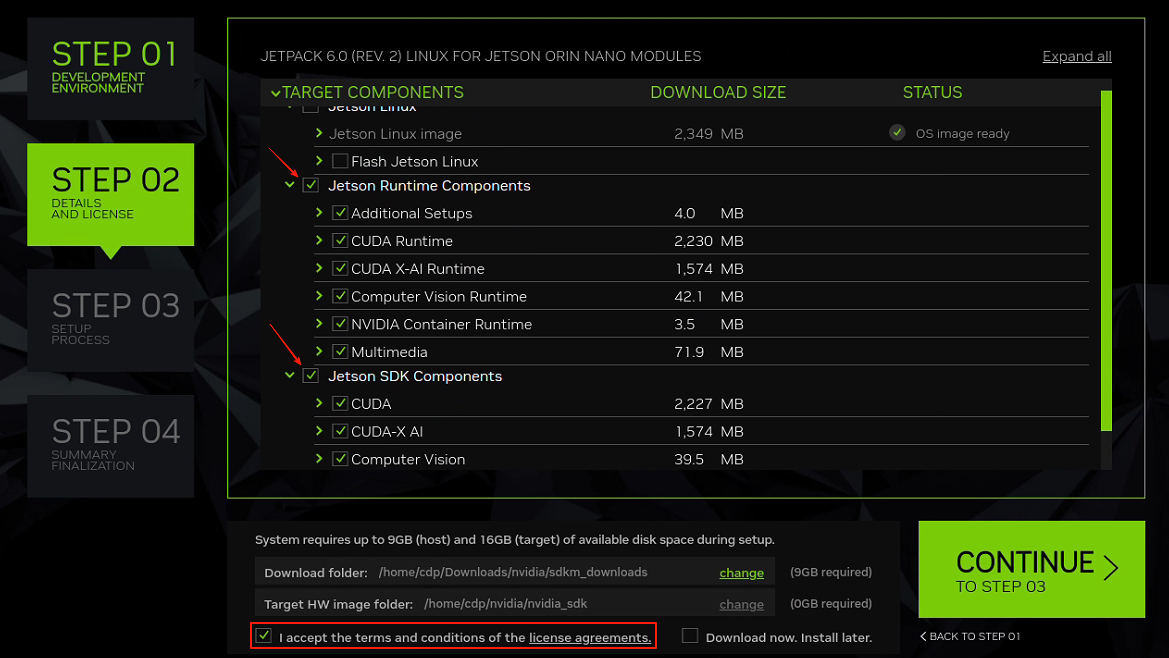 STEP 01
DEVELOPMENT
ENVIRONMENT
STEP 02
DETAILS
AND LICENSE
STEP 03
SETUP
PROCESS
STEP 04
SUMMARY
FINALIZATION
JETPACK 6.0 (REV. 2) LINUX FOR JETSON ORIN NANO MODULES
Expand all
TARGET COMPONENTS DOWNLOAD SIZE STATUS
Jetson Linux
Jetson Linux image 2,349 MB OS image ready
Flash Jetson Linux
Jetson Runtime Components
Additional Setups 4.0 MB
CUDA Runtime 2,230 MB
CUDA X-AI Runtime 1,574 MB
Computer Vision Runtime 42.1 MB
NVIDIA Container Runtime 3.5 MB
Multimedia 71.9 MB
Jetson SDK Components
CUDA 2,227 MB
CUDA-X AI 1,574 MB
Computer Vision 39.5 MB
System requires up to 9GB (host) and 16GB (target) of available disk space during setup.
Download folder: /home/cdp/Downloads/nvidia/sdkm_downloads change (9GB required)
Target HW image folder: /home/cdp/nvidia/nvidia_sdk change (0GB required)
I accept the terms and conditions of the license agreements. Download now. Install later.
CONTINUE
TO STEP 03
BACK TO STEP 01